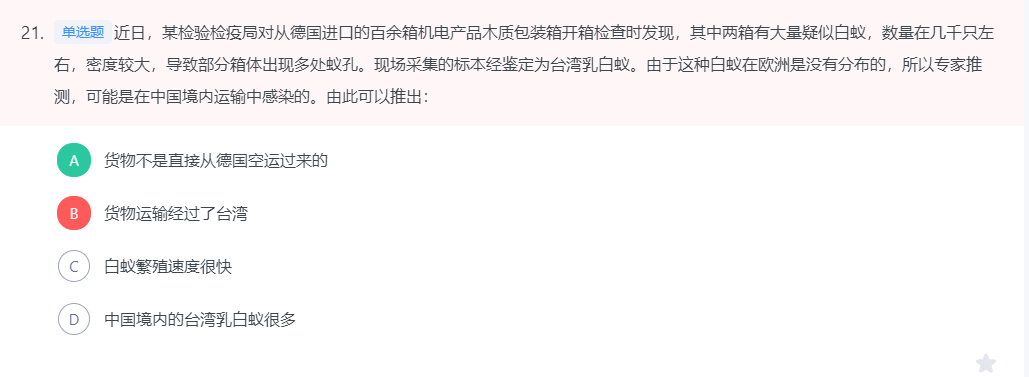 21. 单选题 近日，某检验检疫局对从德国进口的百余箱机电产品木质包装箱开箱检查时发现，其中两箱有大量疑似白蚁，数量在几千只左
右，密度较大，导致部分箱体出现多处蚁孔。现场采集的标本经鉴定为台湾乳白蚁。由于这种白蚁在欧洲是没有分布的，所以专家推
测，可能是在中国境内运输中感染的。由此可以推出：
A 货物不是直接从德国空运过来的
B 货物运输经过了台湾
C 白蚁繁殖速度很快
D 中国境内的台湾乳白蚁很多